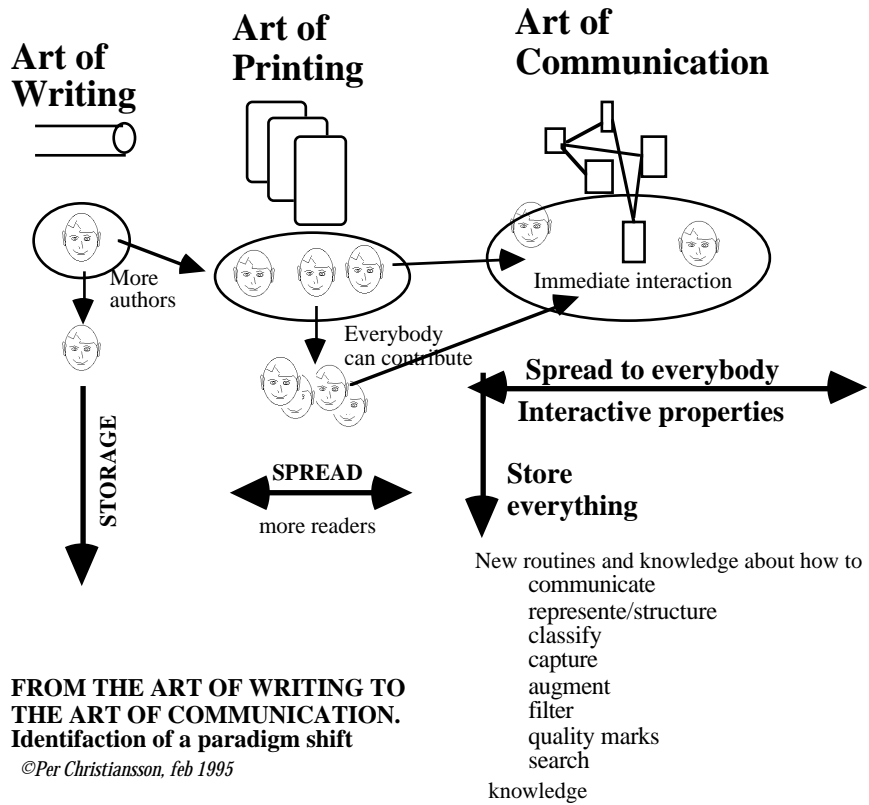 Art of
Writing
Art of
Printing
Art of
Communication
More
authors
Everybody
can contribute
Immediate interaction
STORAGE
SPREAD
more readers
Spread to everybody
Interactive properties
Store
everything
New routines and knowledge about how to
communicate
represente/structure
classify
capture
augment
filter
quality marks
search
knowledge
FROM THE ART OF WRITING TO
THE ART OF COMMUNICATION.
Identifaction of a paradigm shift
©Per Christiansson, feb 1995